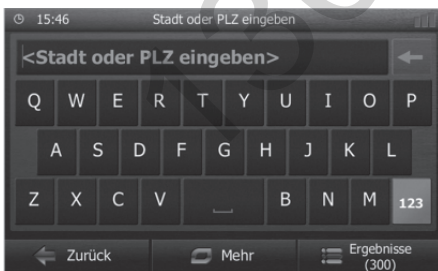 15:46 Stadt oder PLZ eingeben
<Stadt oder PLZ eingeben>
Q W E R T Y U I O P
A S D F G H J K L
Z X C V B N M 123
Zurück Mehr Ergebnisse
(300)